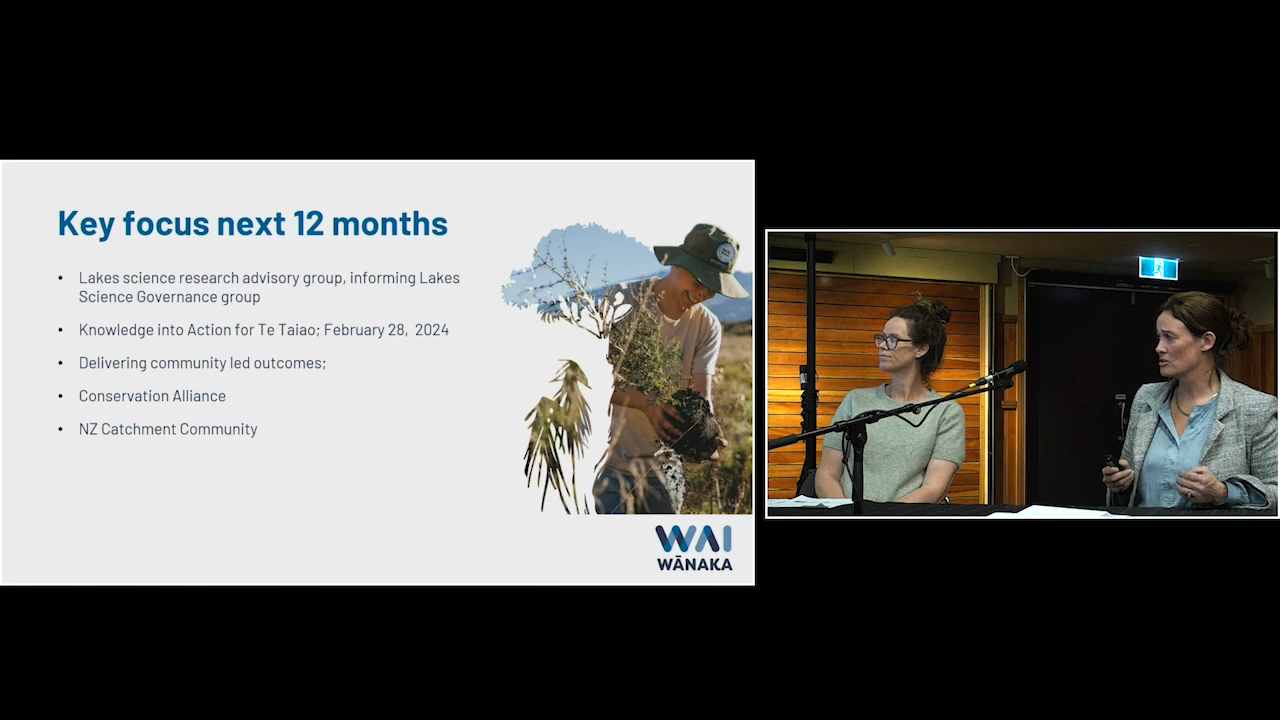 Key focus next 12 months
• Lakes science research advisory group, informing Lakes
Science Governance group
• Knowledge into Action for Te Taiao; February 28, 2024
• Delivering community led outcomes;
• Conservation Alliance
• NZ Catchment Community
WAI
WĀNAKA